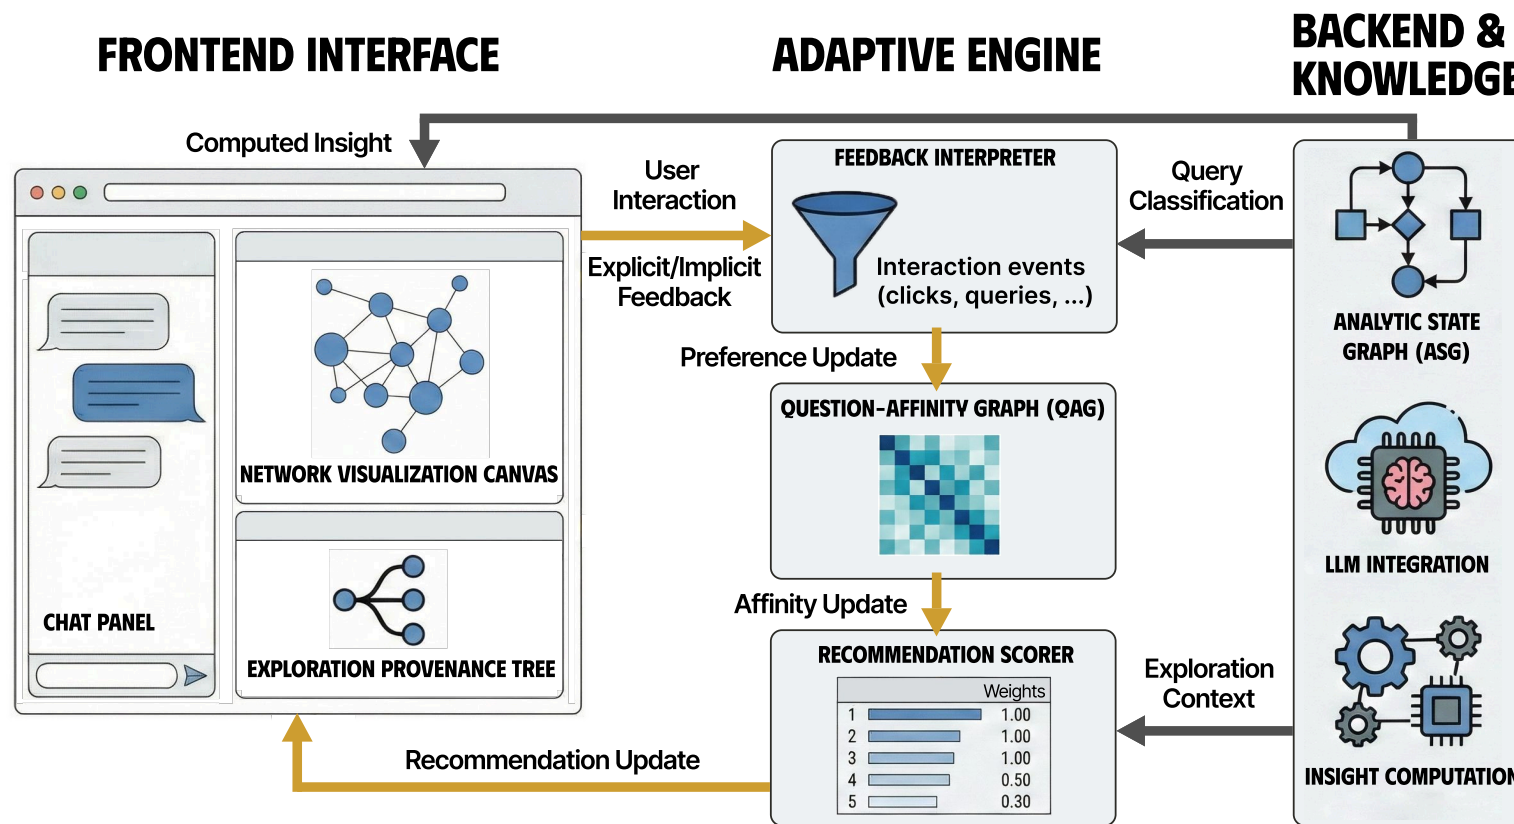 FRONTEND INTERFACE
ADAPTIVE ENGINE
BACKEND &
KNOWLEDGE
Computed Insight
CHAT PANEL
NETWORK VISUALIZATION CANVAS
EXPLORATION PROVENANCE TREE
User
Interaction
Explicit/Implicit
Feedback
FEEDBACK INTERPRETER
Interaction events
(clicks, queries, ...)
Preference Update
QUESTION-AFFINITY GRAPH (QAG)
Affinity Update
RECOMMENDATION SCORER
Weights
1 1.00
2 1.00
3 1.00
4 0.50
5 0.30
Recommendation Update
Query
Classification
Exploration
Context
ANALYTIC STATE
GRAPH (ASG)
LLM INTEGRATION
INSIGHT COMPUTATION